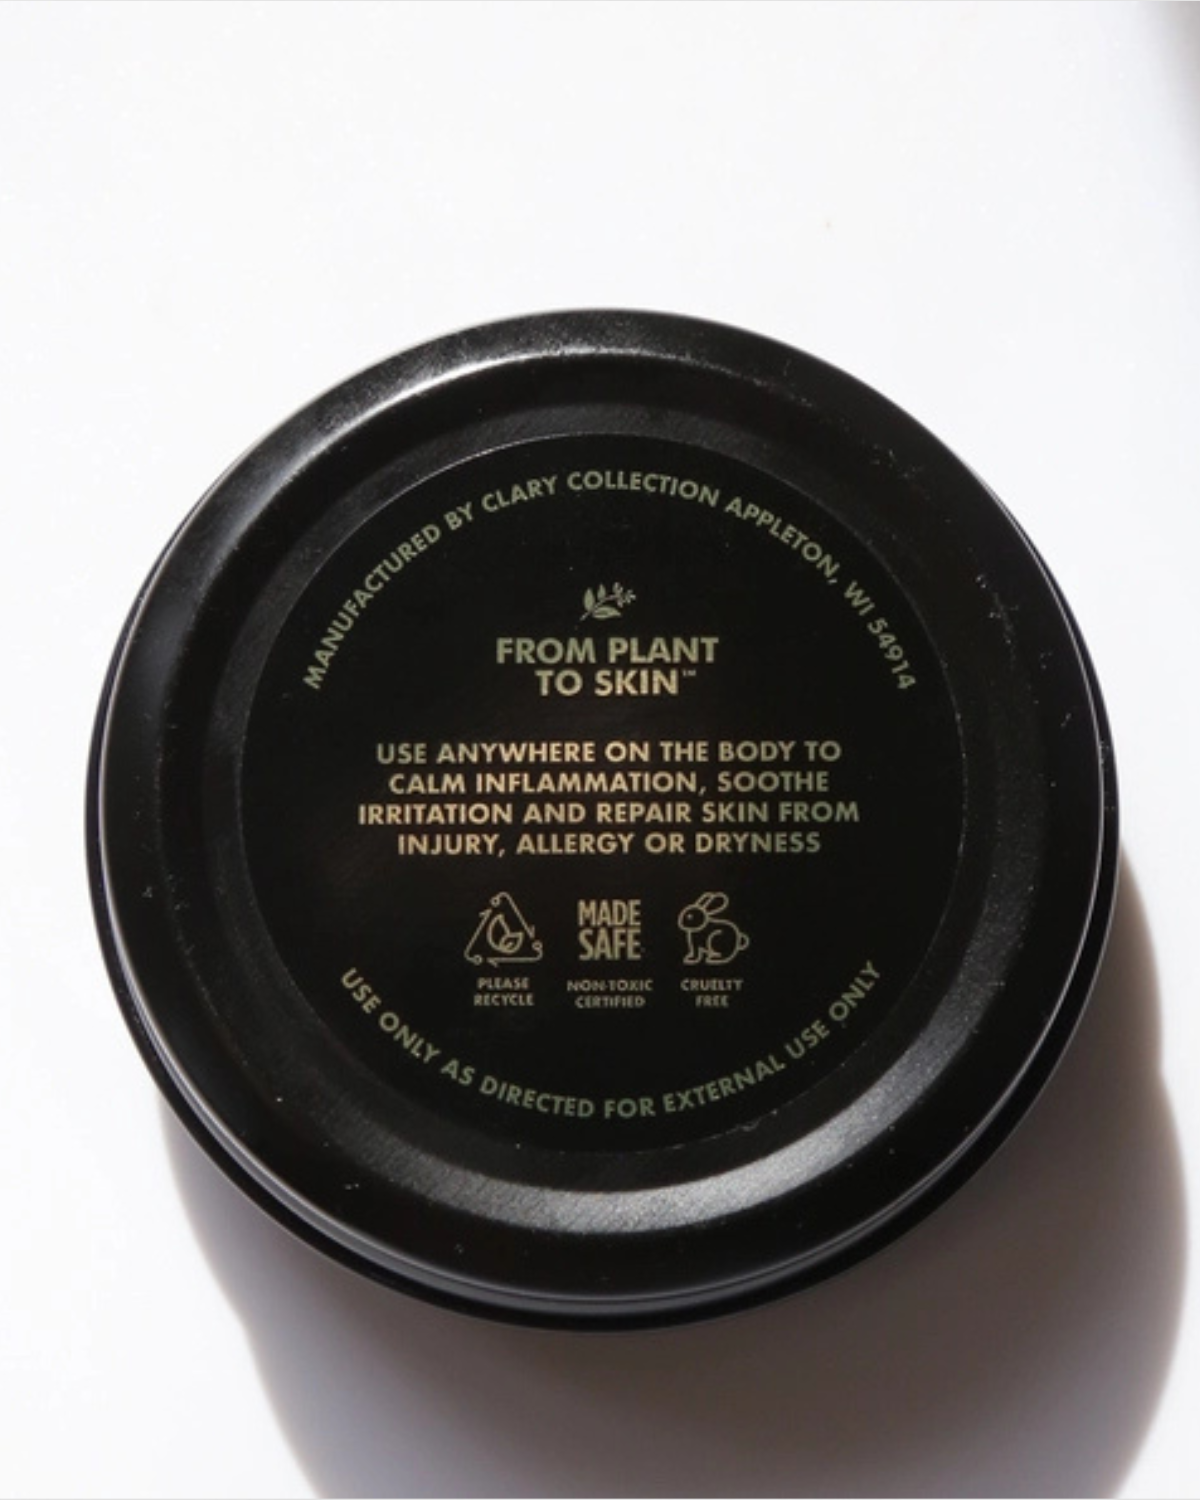 MANUFACTURED BY CLARY COLLECTION APPLETON, WI 54914
FROM PLANT
TO SKIN™
USE ANYWHERE ON THE BODY TO
CALM INFLAMMATION, SOOTHE
IRRITATION AND REPAIR SKIN FROM
INJURY, ALLERGY OR DRYNESS
MADE
SAFE
PLEASE
RECYCLE
NON-TOXIC
CERTIFIED
CRUELTY
FREE
USE ONLY AS DIRECTED FOR EXTERNAL USE ONLY